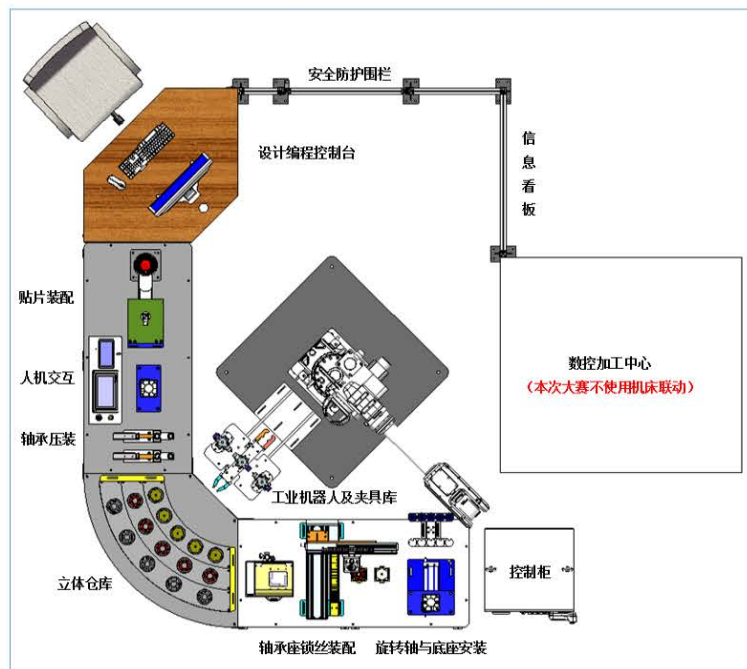 安全防护围栏
设计编程控制台
信息看板
贴片装配
数控加工中心
（本次大赛不使用机床联动）
人机交互
轴承压装
工业机器人及夹具库
立体仓库
控制柜
轴承座锁丝装配
旋转轴与底座安装